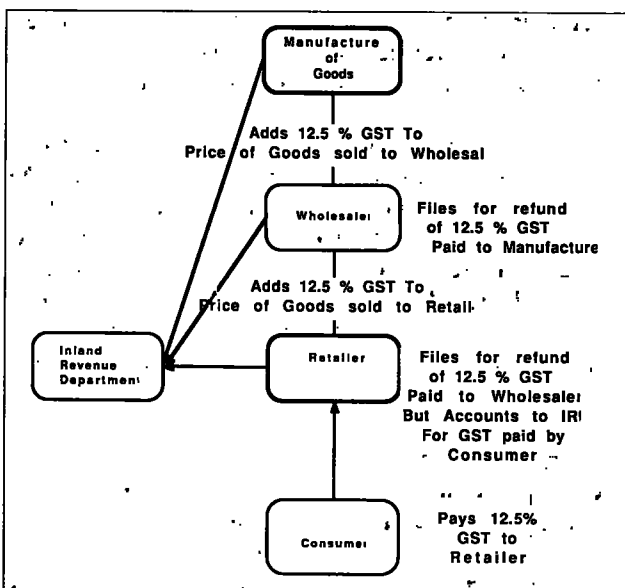 Manufacture
of
Goods
Adds 12.5 % GST To
Price of Goods sold to Wholesal
Wholesaler
Files for refund
of 12.5 % GST
Paid to Manufacture
Adds 12.5 % GST To
Price of Goods sold to Retail
Inland
Revenue
Department
Retailer
Files for refund
of 12.5 % GST
Paid to Wholesaler
But Accounts to IR
For GST paid by
Consumer
Consumer
Pays 12.5%
GST to
Retailer